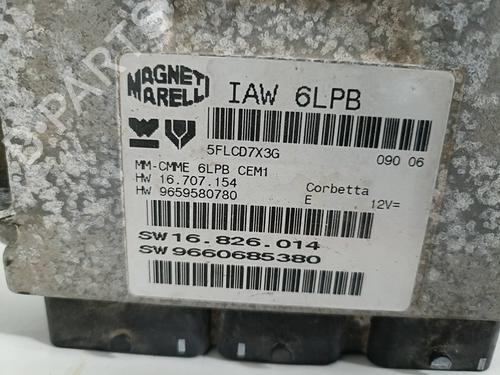 MAGNETI
MARELLI
IAW 6LPB
5FLCD7X3G
090 06
MM-CMME 6LPB CEM1
HW 16.707.154
HW 9659580780
Corbetta
E
12V=
SW 16.826.014
SW 9660685380
B-PARTS